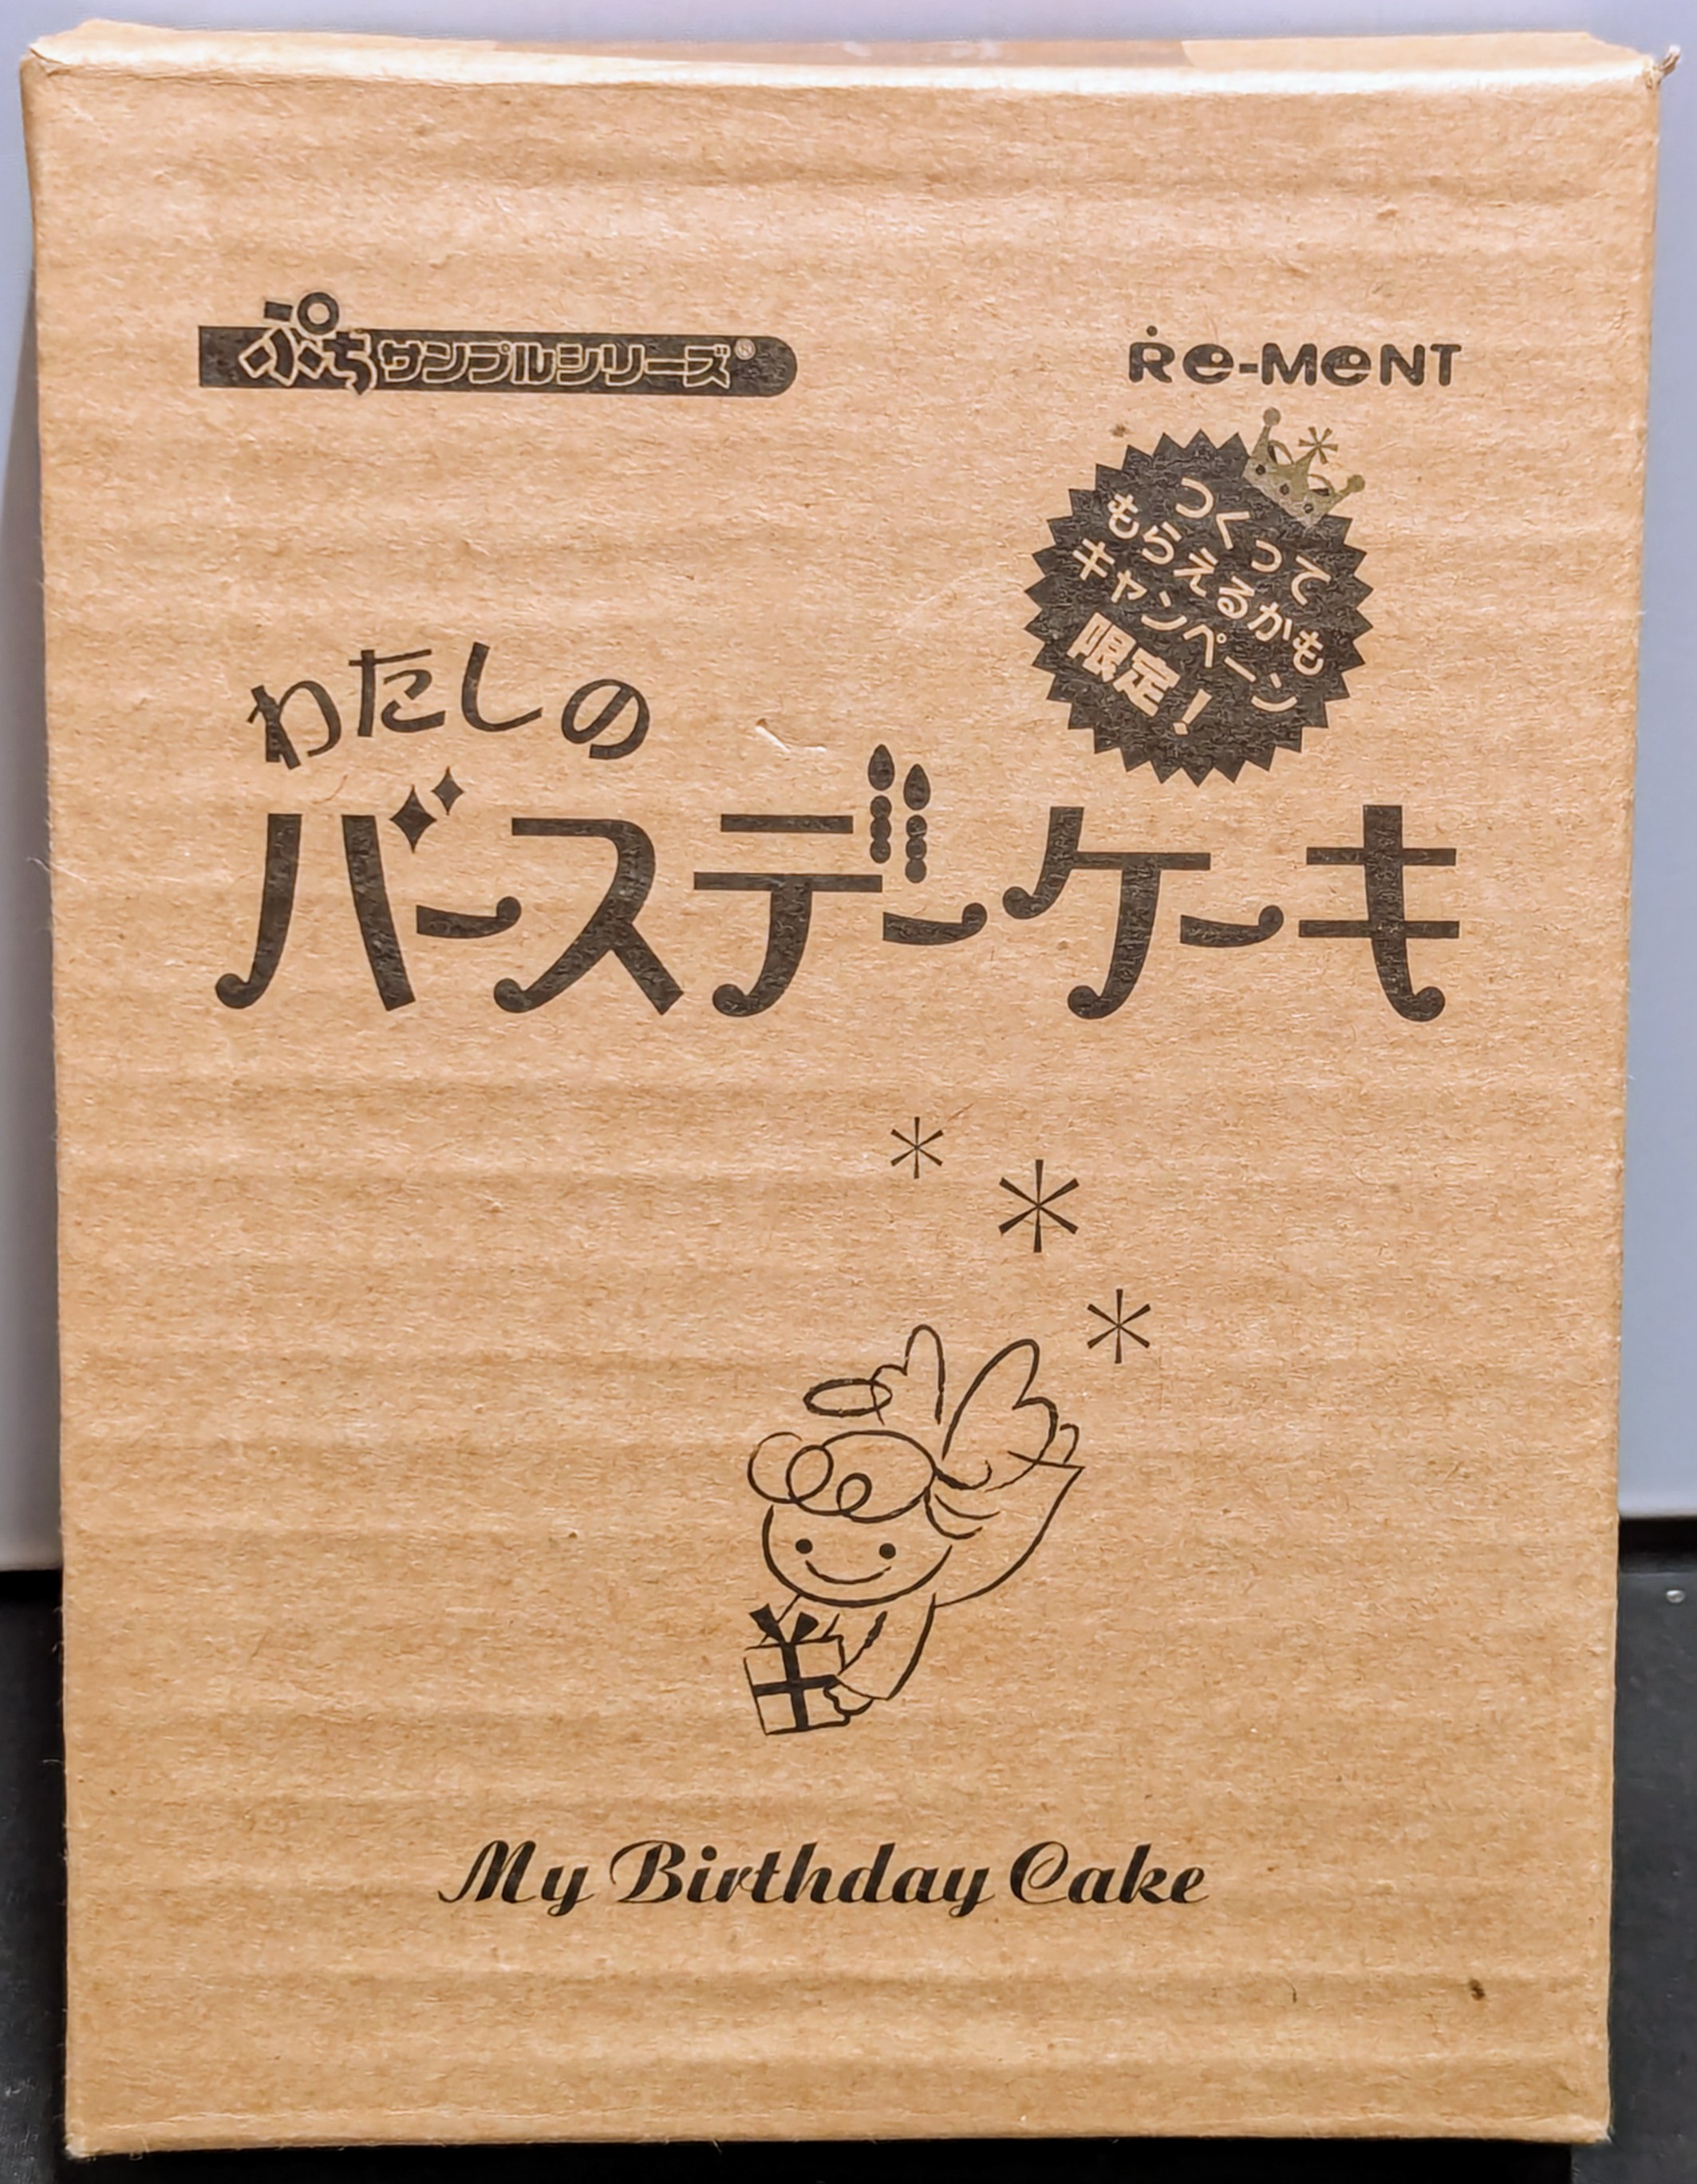 ぷちサンプルシリーズ®
Re-MeNT
つくって
もらえるかも
キャンペーン
限定!
わたしの
バースデーケーキ
My Birthday Cake